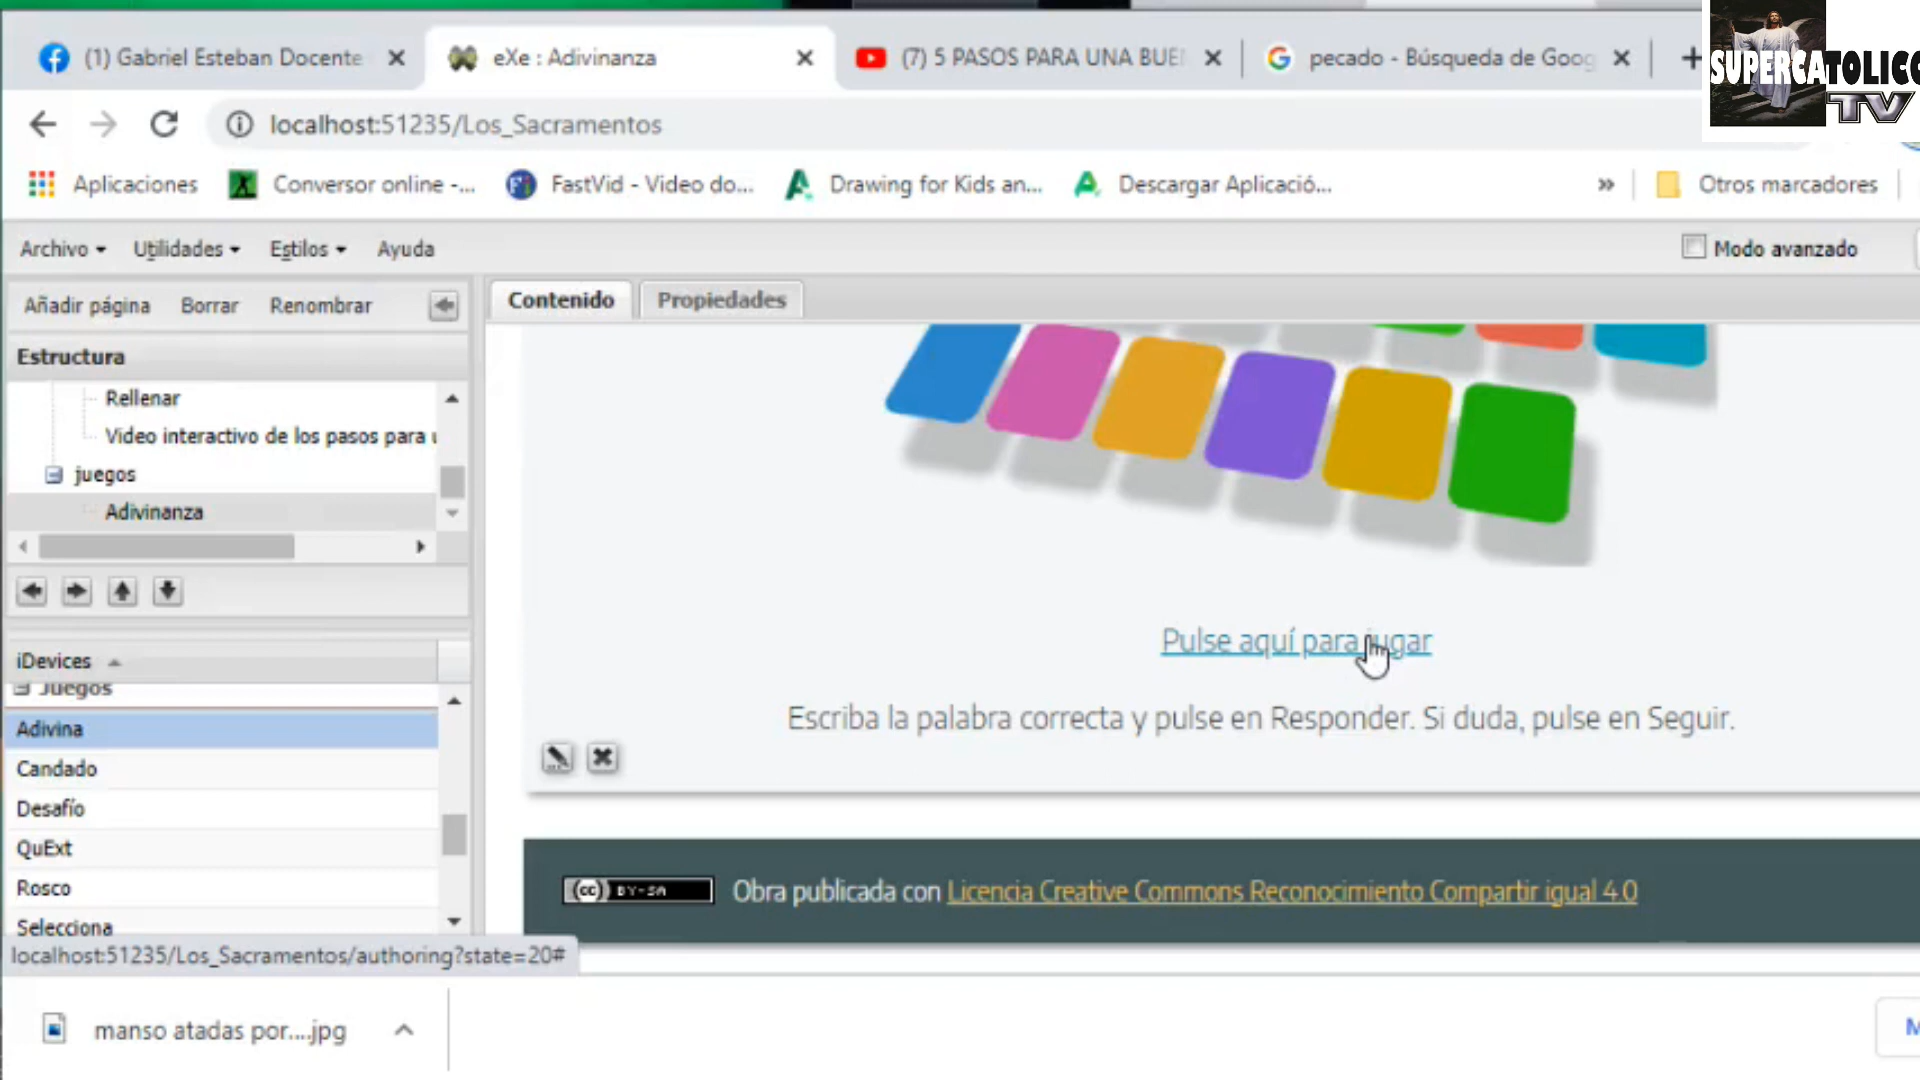 (1) Gabriel Esteban Docente
eXe : Adivinanza
(7) 5 PASOS PARA UNA BUE
pecado - Búsqueda de Goog
SUPERCATOLICO
TV
localhost:51235/Los_Sacramentos
Aplicaciones
Conversor online -...
FastVid - Video do...
Drawing for Kids an...
Descargar Aplicació...
»
Otros marcadores
Archivo
Utilidades
Estilos
Ayuda
Modo avanzado
Añadir página
Borrar
Renombrar
Contenido
Propiedades
Estructura
Rellenar
Video interactivo de los pasos para
juegos
Adivinanza
iDevices
Juegos
Adivina
Candado
Desafío
QuExt
Rosco
Selecciona
Pulse aquí para jugar
Escriba la palabra correcta y pulse en Responder. Si duda, pulse en Seguir.
(cc) BY-SA
Obra publicada con Licencia Creative Commons Reconocimiento Compartir igual 4.0
localhost:51235/Los_Sacramentos/authoring?state=20#
manso atadas por....jpg